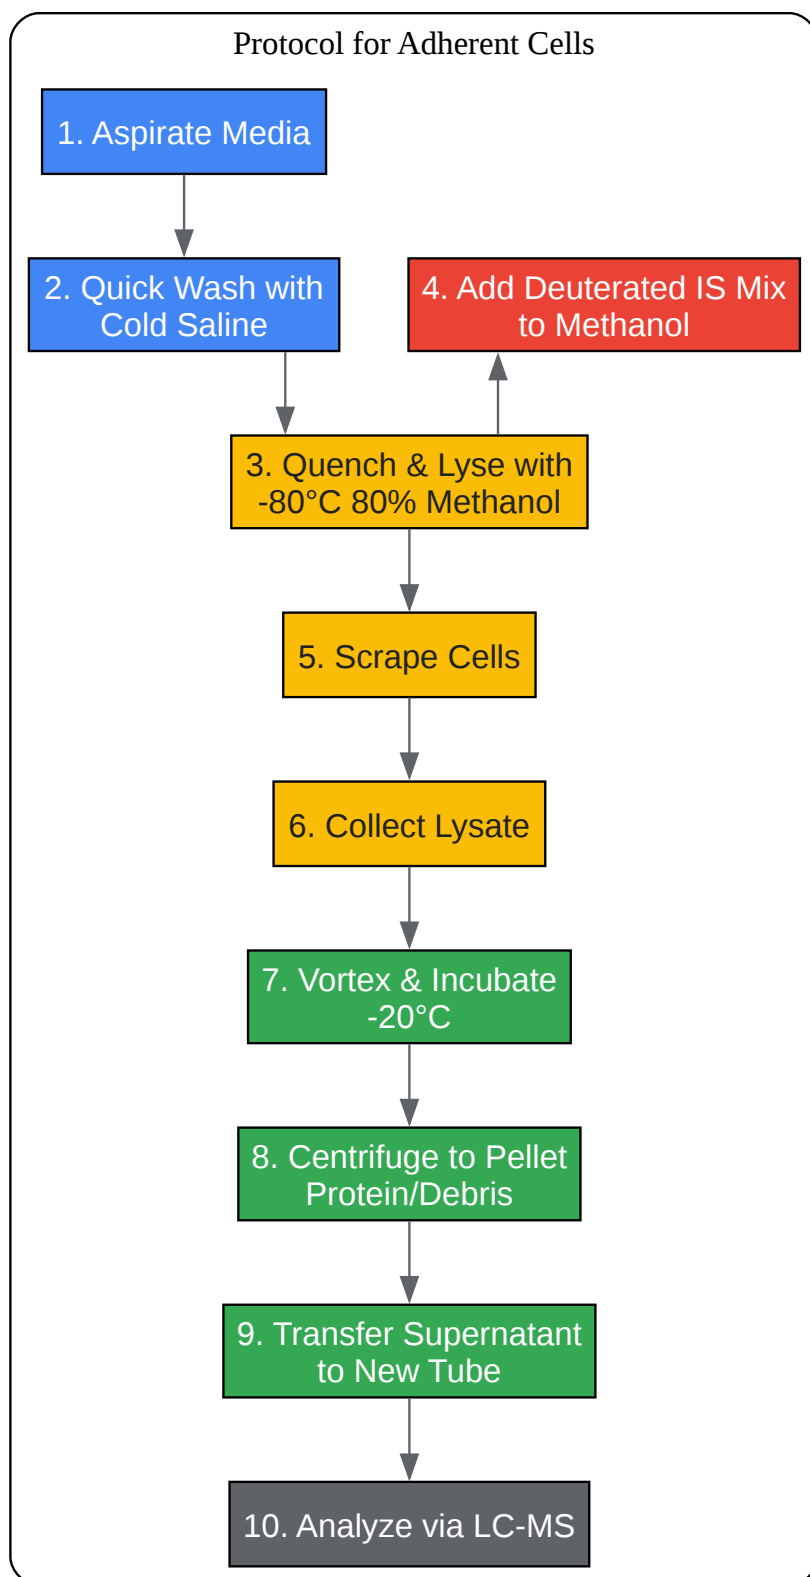 Protocol for Adherent Cells
1. Aspirate Media
2. Quick Wash with
Cold Saline
4. Add Deuterated IS Mix
to Methanol
3. Quench & Lyse with
-80°C 80% Methanol
5. Scrape Cells
6. Collect Lysate
7. Vortex & Incubate
-20°C
8. Centrifuge to Pellet
Protein/Debris
9. Transfer Supernatant
to New Tube
10. Analyze via LC-MS